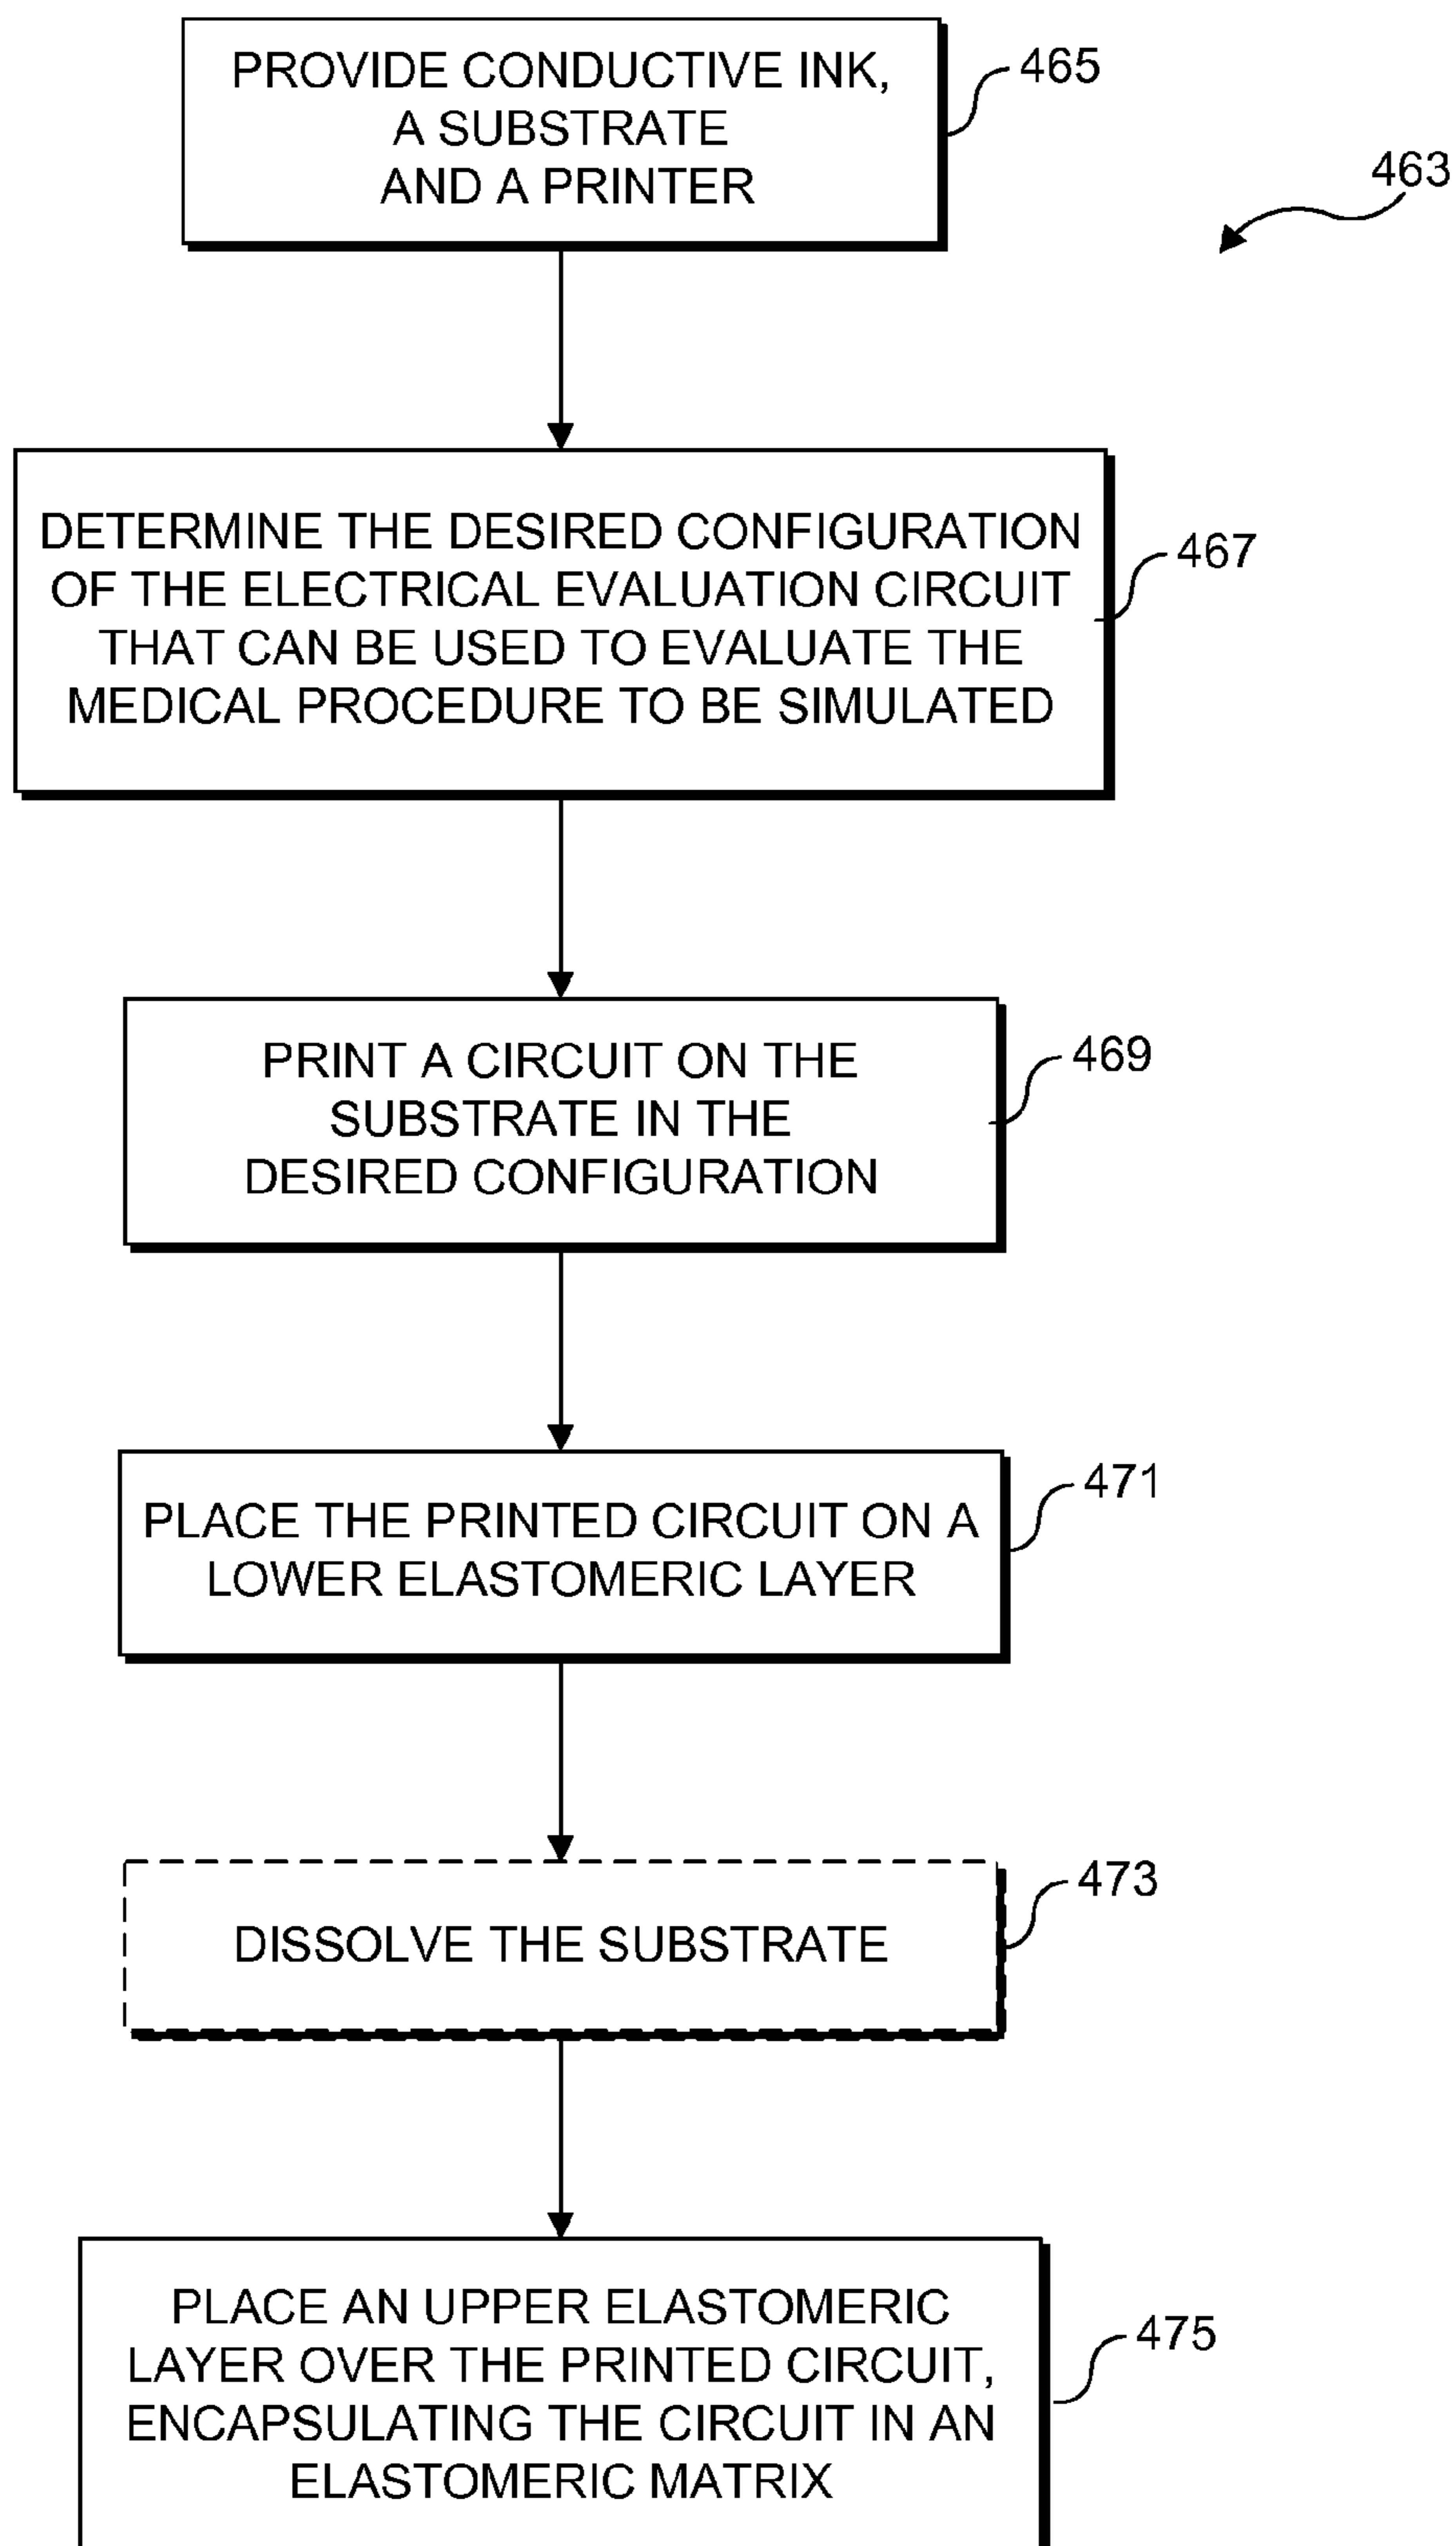 PROVIDE CONDUCTIVE INK,
A SUBSTRATE
AND A PRINTER
465
463
DETERMINE THE DESIRED CONFIGURATION
OF THE ELECTRICAL EVALUATION CIRCUIT
THAT CAN BE USED TO EVALUATE THE
MEDICAL PROCEDURE TO BE SIMULATED
467
PRINT A CIRCUIT ON THE
SUBSTRATE IN THE
DESIRED CONFIGURATION
469
PLACE THE PRINTED CIRCUIT ON A
LOWER ELASTOMERIC LAYER
471
DISSOLVE THE SUBSTRATE
473
PLACE AN UPPER ELASTOMERIC
LAYER OVER THE PRINTED CIRCUIT,
ENCAPSULATING THE CIRCUIT IN AN
ELASTOMERIC MATRIX
475